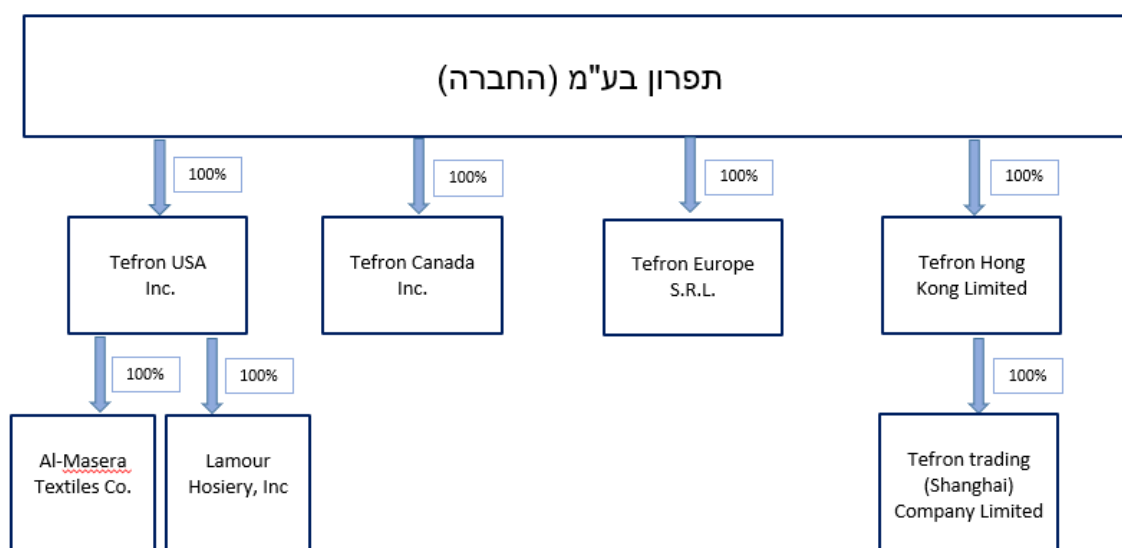 תפרון בע"מ (החברה)
100%
100%
100%
100%
Tefron USA
Inc.
Tefron Canada
Inc.
Tefron Europe
S.R.L.
Tefron Hong
Kong Limited
100%
100%
100%
Al-Masera
Textiles Co.
Lamour
Hosiery, Inc
Tefron trading
(Shanghai)
Company Limited